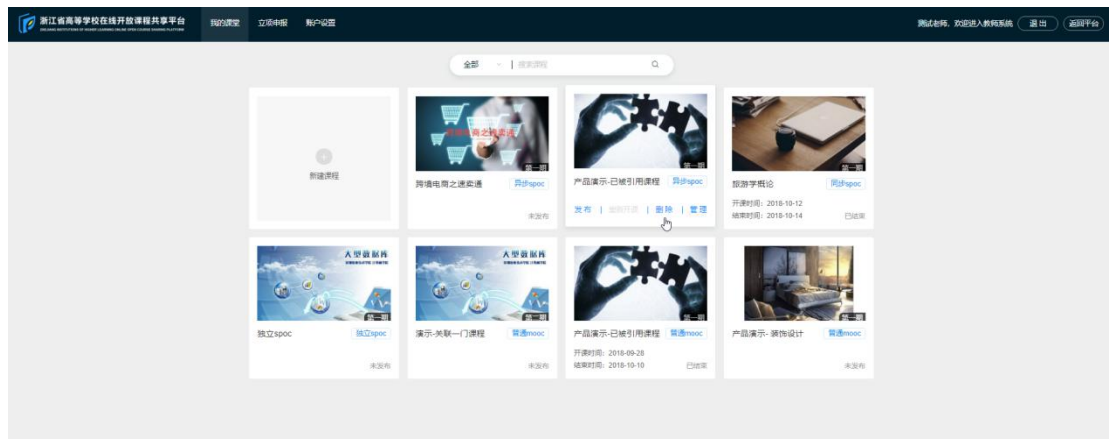 浙江省高等学校在线开放课程共享平台
ZHEJIANG INSTITUTIONS OF HIGHER LEARNING ONLINE OPEN COURSE SHARING PLATFORM
我的课堂 立项申报 账户设置
测试老师，欢迎进入教师系统 退出 返回平台
全部 搜索课程
新建课程
跨境电商之速卖通
第一期
跨境电商之速卖通 异步spoc
未发布
第一期
产品演示-已被引用课程 异步spoc
发布 | | 删除 | 管理
第一期
旅游学概论 同步spoc
开课时间：2018-10-12
结束时间：2018-10-14 已结束
大型数据库
第一期
独立spoc 独立spoc
未发布
大型数据库
第一期
演示-关联一门课程 普通mooc
未发布
第一期
产品演示-已被引用课程 普通mooc
开课时间：2018-09-28
结束时间：2018-10-10 已结束
第一期
产品演示- 装饰设计 普通mooc
未发布